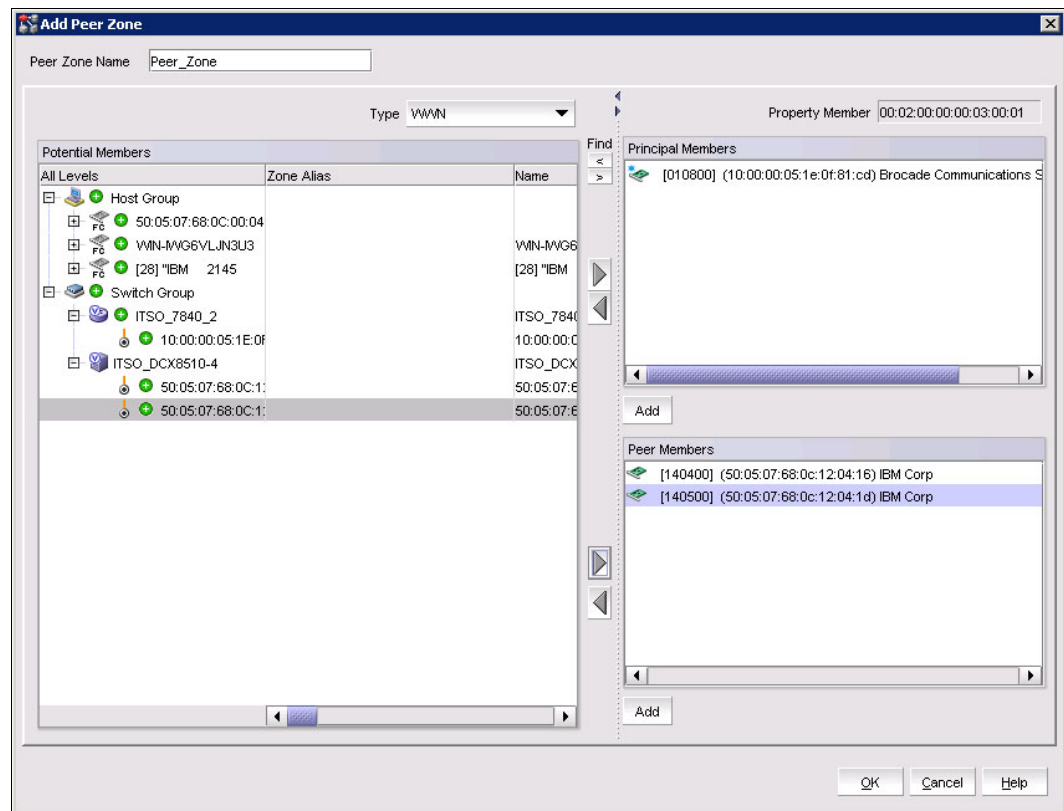 Add Peer Zone
Peer Zone Name Peer_Zone
Type WWN
Property Member 00:02:00:00:00:03:00:01
Find
<
>
Potential Members
All Levels Zone Alias Name
Host Group
FC 50:05:07:68:0C:00:04
FC WIN-IWG6VLJN3U3 WIN-IWG6
FC [28] "IBM 2145 [28] "IBM
Switch Group
ITSO_7840_2 ITSO_784
10:00:00:05:1E:0F 10:00:00:0
ITSO_DCX8510-4 ITSO_DCX
50:05:07:68:0C:1 50:05:07:6
50:05:07:68:0C:1 50:05:07:6
Principal Members
[010800] (10:00:00:05:1e:0f:81:cd) Brocade Communications S
Add
Peer Members
[140400] (50:05:07:68:0c:12:04:16) IBM Corp
[140500] (50:05:07:68:0c:12:04:1d) IBM Corp
Add
OK Cancel Help